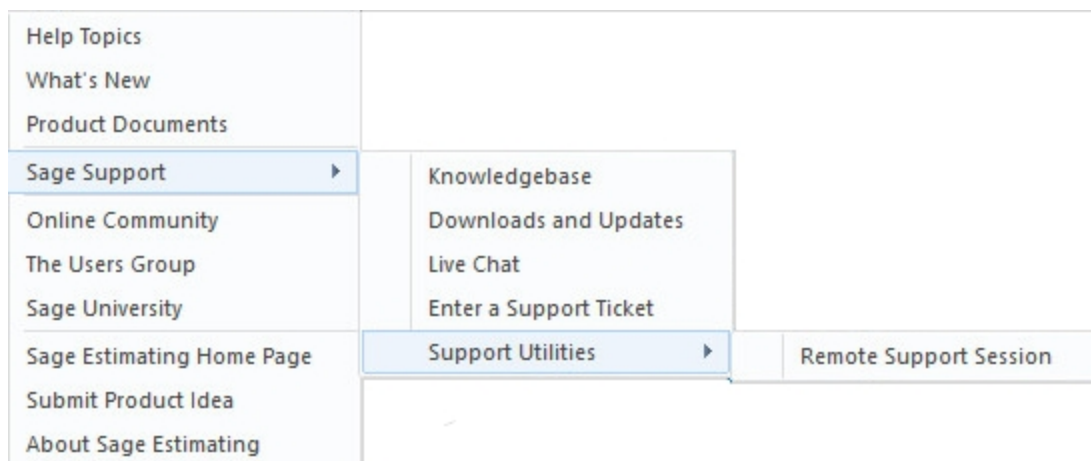 Help Topics
What's New
Product Documents
Sage Support
Online Community
The Users Group
Sage University
Sage Estimating Home Page
Submit Product Idea
About Sage Estimating
Knowledgebase
Downloads and Updates
Live Chat
Enter a Support Ticket
Support Utilities
Remote Support Session